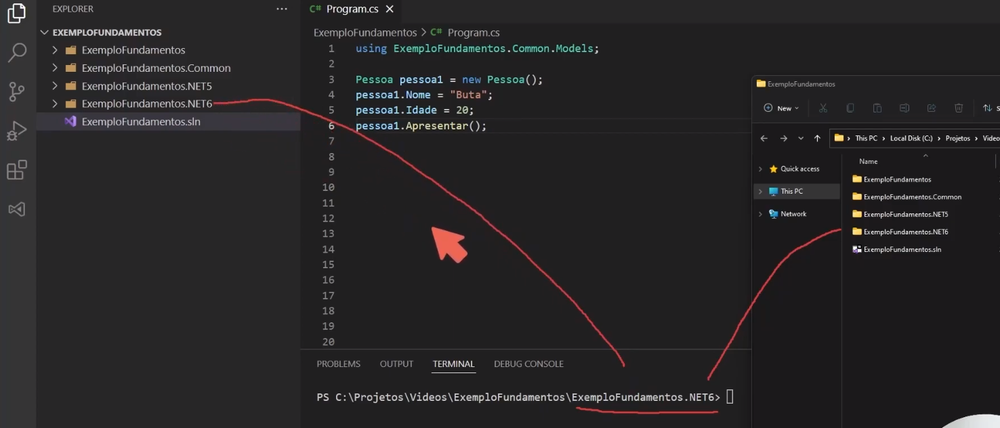 EXPLORER
EXEMPLOFUNDAMENTOS
ExemploFundamentos
ExemploFundamentos.Common
ExemploFundamentos.NET5
ExemploFundamentos.NET6
ExemploFundamentos.sln
C# Program.cs
ExemploFundamentos > C# Program.cs
1 using ExemploFundamentos.Common.Models;
2
3 Pessoa pessoa1 = new Pessoa();
4 pessoa1.Nome = "Buta";
5 pessoa1.Idade = 20;
6 pessoa1.Apresentar();
7
8
9
10
11
12
13
14
15
16
17
18
19
20
PROBLEMS OUTPUT TERMINAL DEBUG CONSOLE
PS C:\Projetos\Videos\ExemploFundamentos\ExemploFundamentos.NET6>
ExemploFundamentos
New
This PC > Local Disk (C:) > Projetos >
Quick access
This PC
Network
Name
ExemploFundamentos
ExemploFundamentos.Common
ExemploFundamentos.NET5
ExemploFundamentos.NET6
ExemploFundamentos.sln